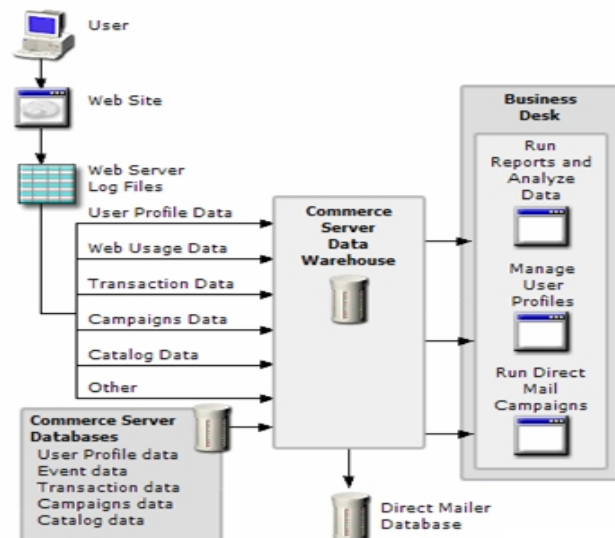 User
Web Site
Web Server
Log Files
User Profile Data
Web Usage Data
Transaction Data
Campaigns Data
Catalog Data
Other
Commerce Server
Databases
User Profile data
Event data
Transaction data
Campaigns data
Catalog data
Commerce
Server
Data
Warehouse
Direct Mailer
Database
Business
Desk
Run
Reports and
Analyze
Data
Manage
User
Profiles
Run Direct
Mail
Campaigns